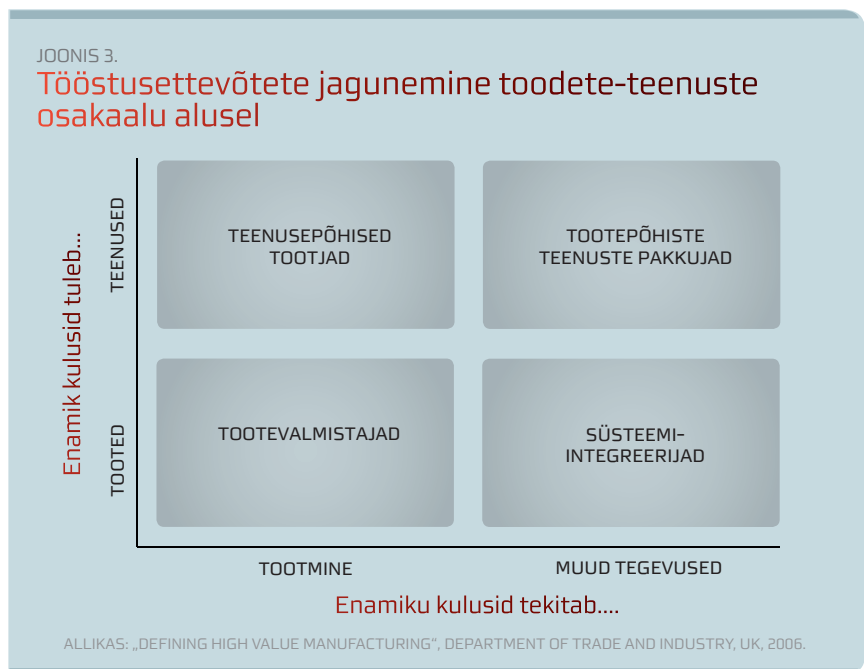 JOONIS 3.
Tööstusettevõtete jagunemine toodete-teenuste
osakaalu alusel
Enamik kulusid tuleb...
TEENUSED
TEENUSEPÕHISED
TOOTJAD
TOOTEPÕHISTE
TEENUSTE PAKKUJAD
TOOTED
TOOTEVALMISTAJAD
SÜSTEEMI-
INTEGREERIJAD
TOOTMINE
MUUD TEGEVUSED
Enamiku kulusid tekitab....
ALLIKAS: „DEFINING HIGH VALUE MANUFACTURING“, DEPARTMENT OF TRADE AND INDUSTRY, UK, 2006.